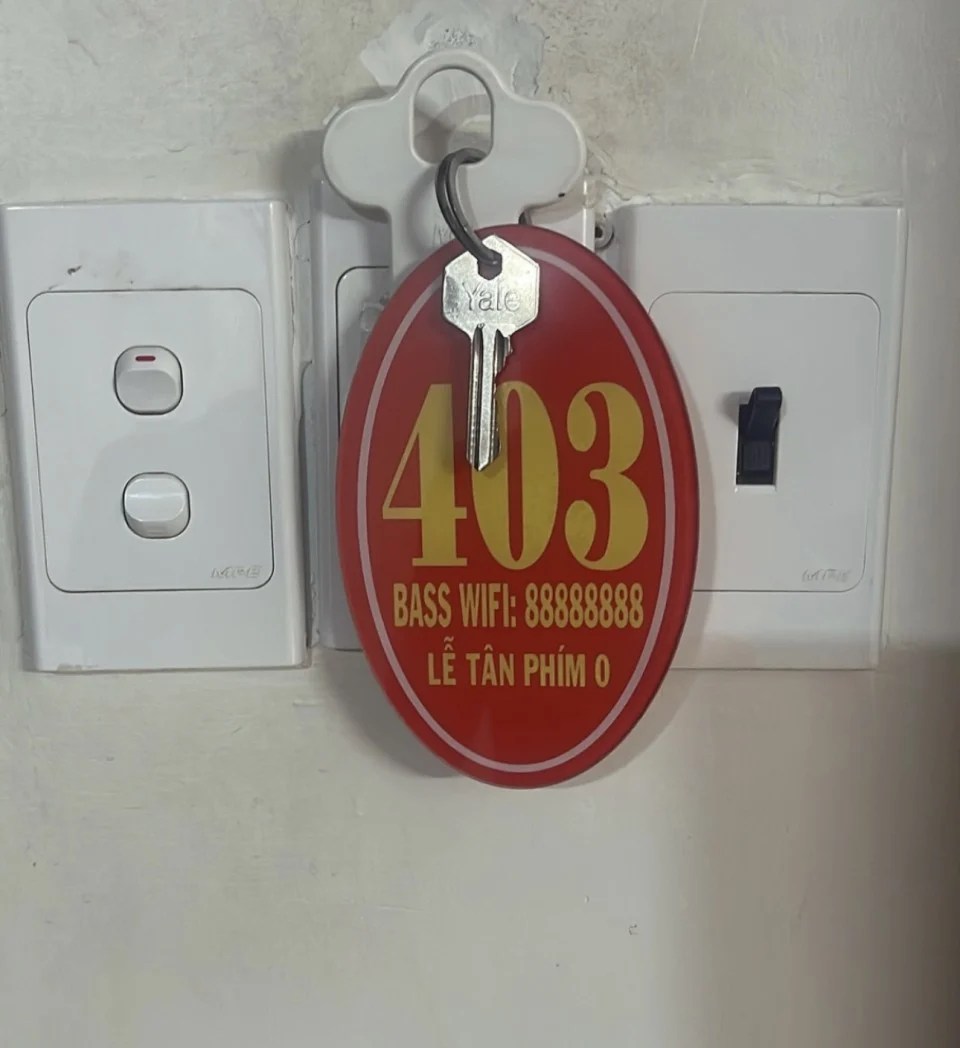 Yale
403
BASS WIFI: 88888888
LỄ TÂN PHÍM 0